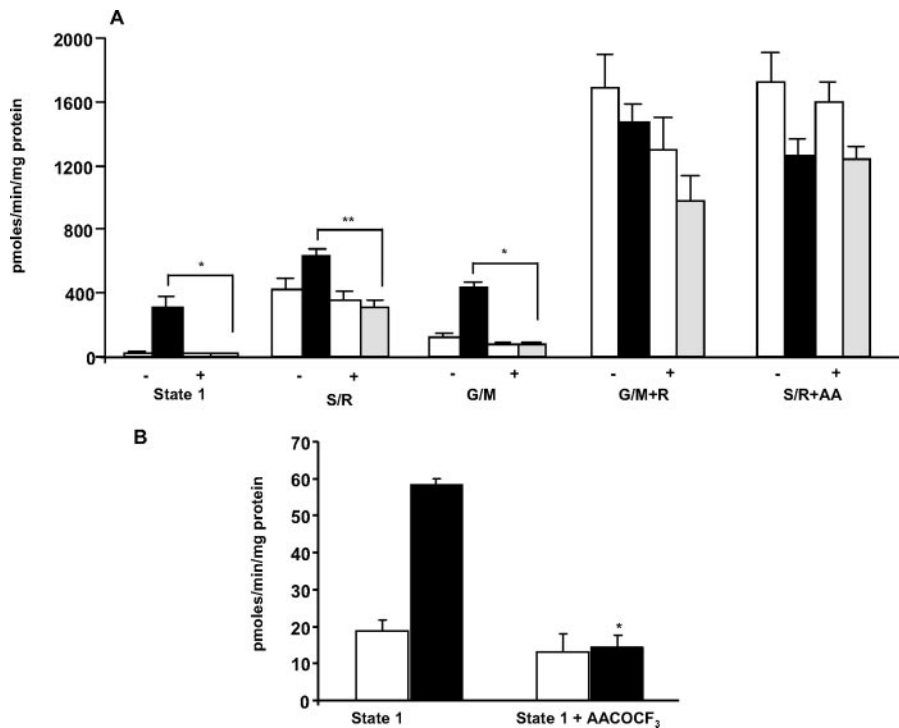 A
pmoles/min/mg protein
2000
1600
1200
800
400
0
*
**
*
- + - + - + - + - +
State 1 S/R G/M G/M+R S/R+AA
B
pmoles/min/mg protein
70
60
50
40
30
20
10
0
*
State 1 State 1 + AACOCF₃